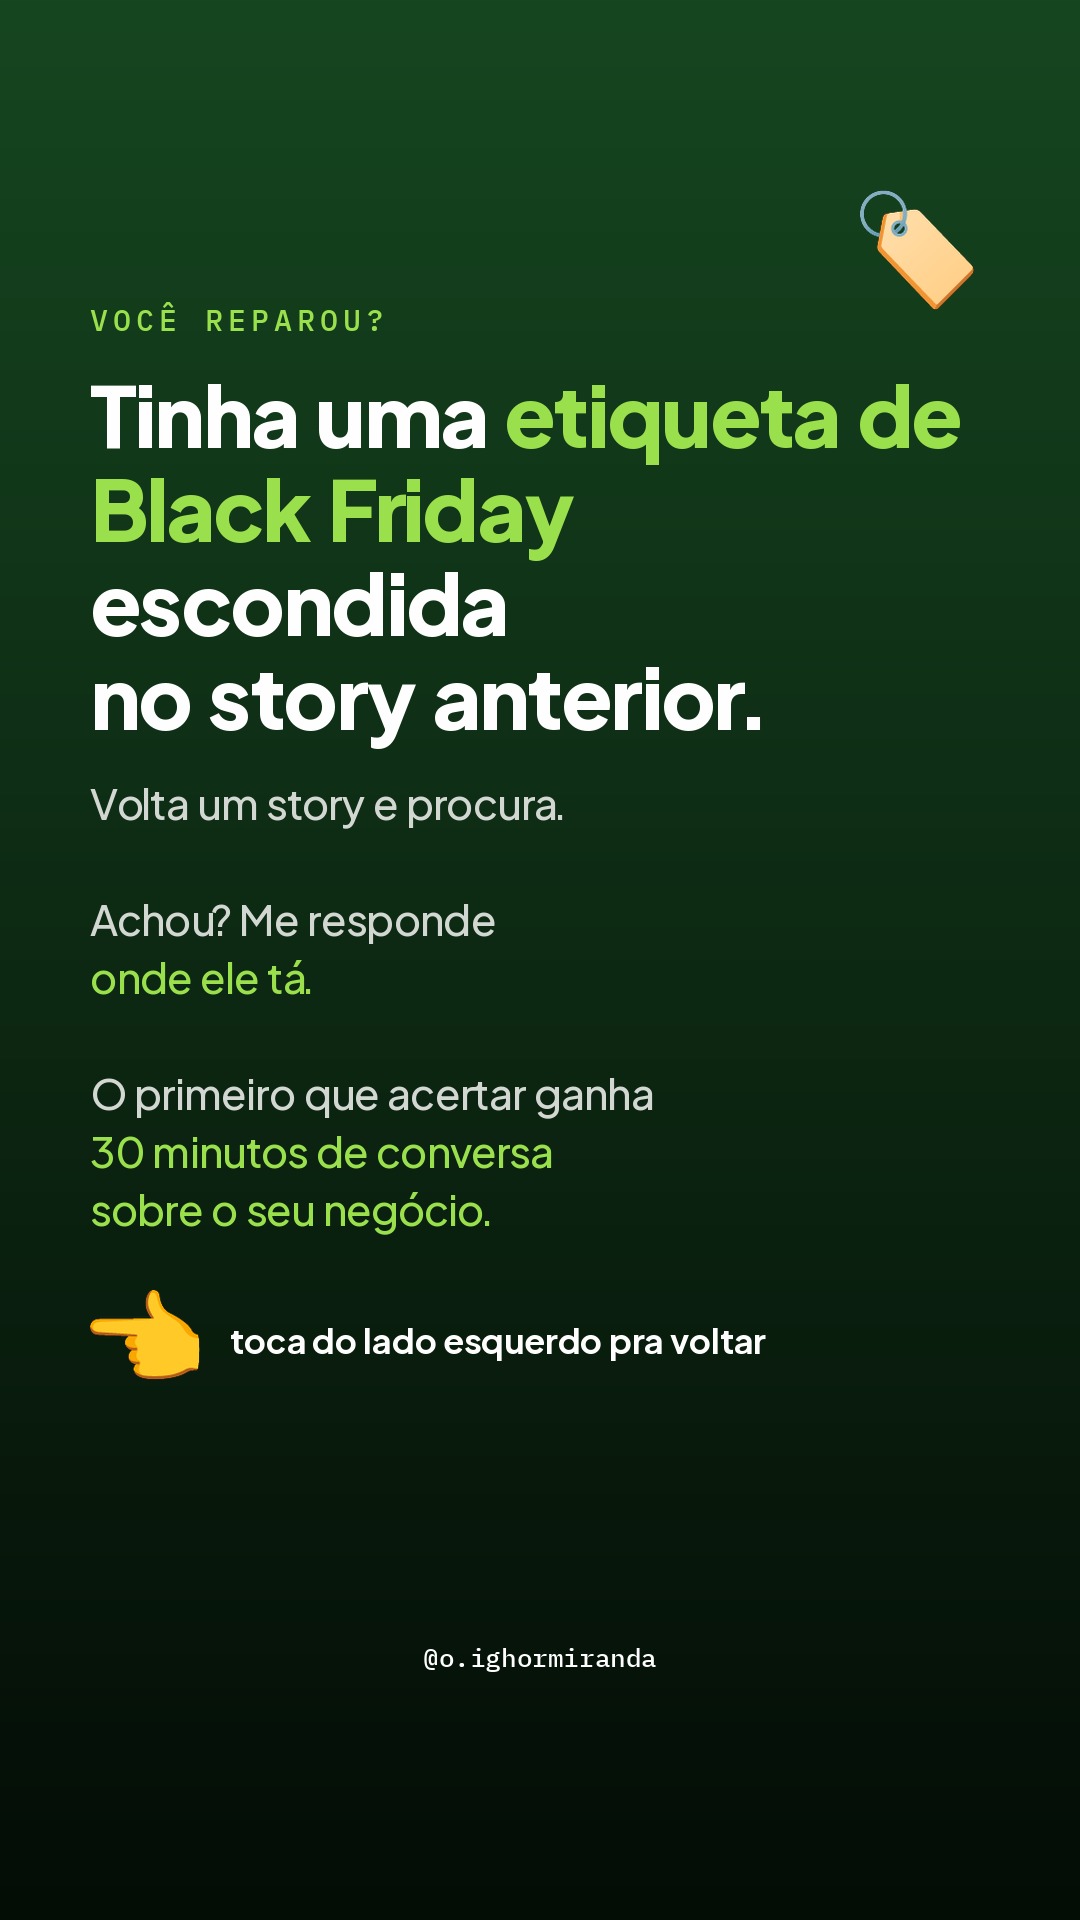 VOCÊ REPAROU?
Tinha uma etiqueta de
Black Friday
escondida
no story anterior.
Volta um story e procura.
Achou? Me responde
onde ele tá.
O primeiro que acertar ganha
30 minutos de conversa
sobre o seu negócio.
toca do lado esquerdo pra voltar
@o.ighormiranda